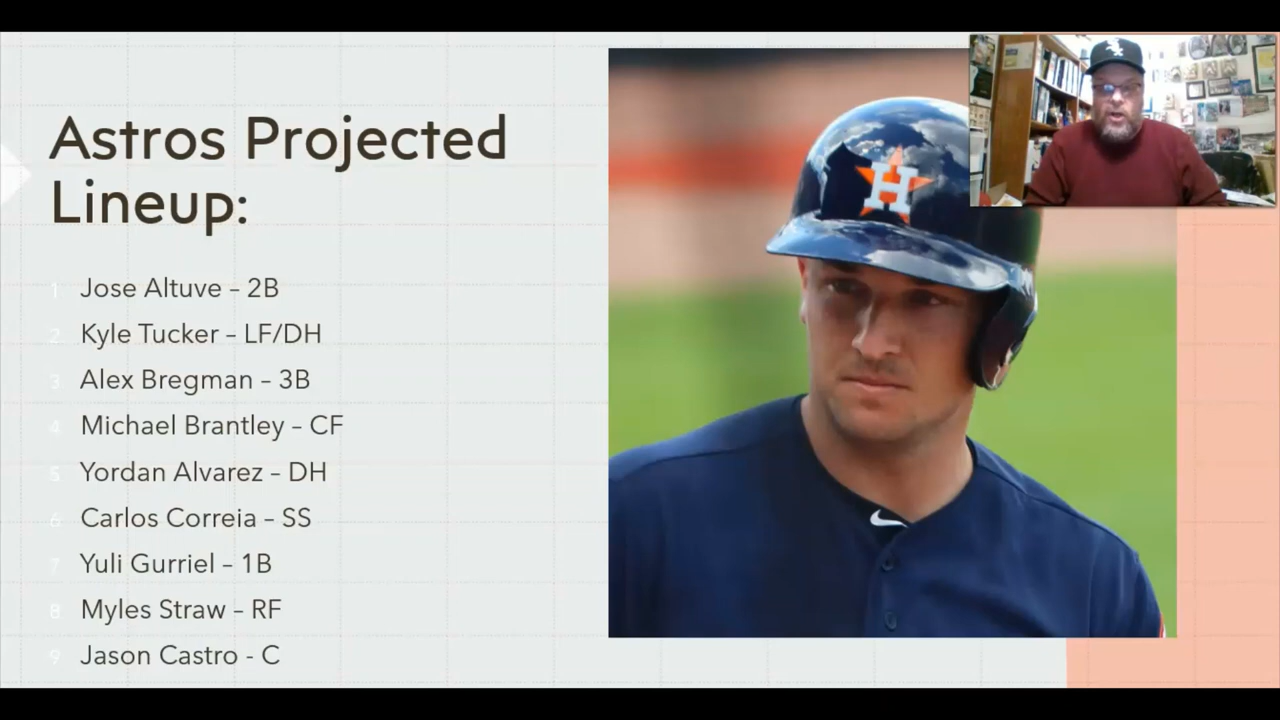 Astros Projected
Lineup:
1 Jose Altuve – 2B
2 Kyle Tucker – LF/DH
3 Alex Bregman – 3B
4 Michael Brantley – CF
5 Yordan Alvarez – DH
6 Carlos Correia – SS
7 Yuli Gurriel – 1B
8 Myles Straw – RF
9 Jason Castro - C
H